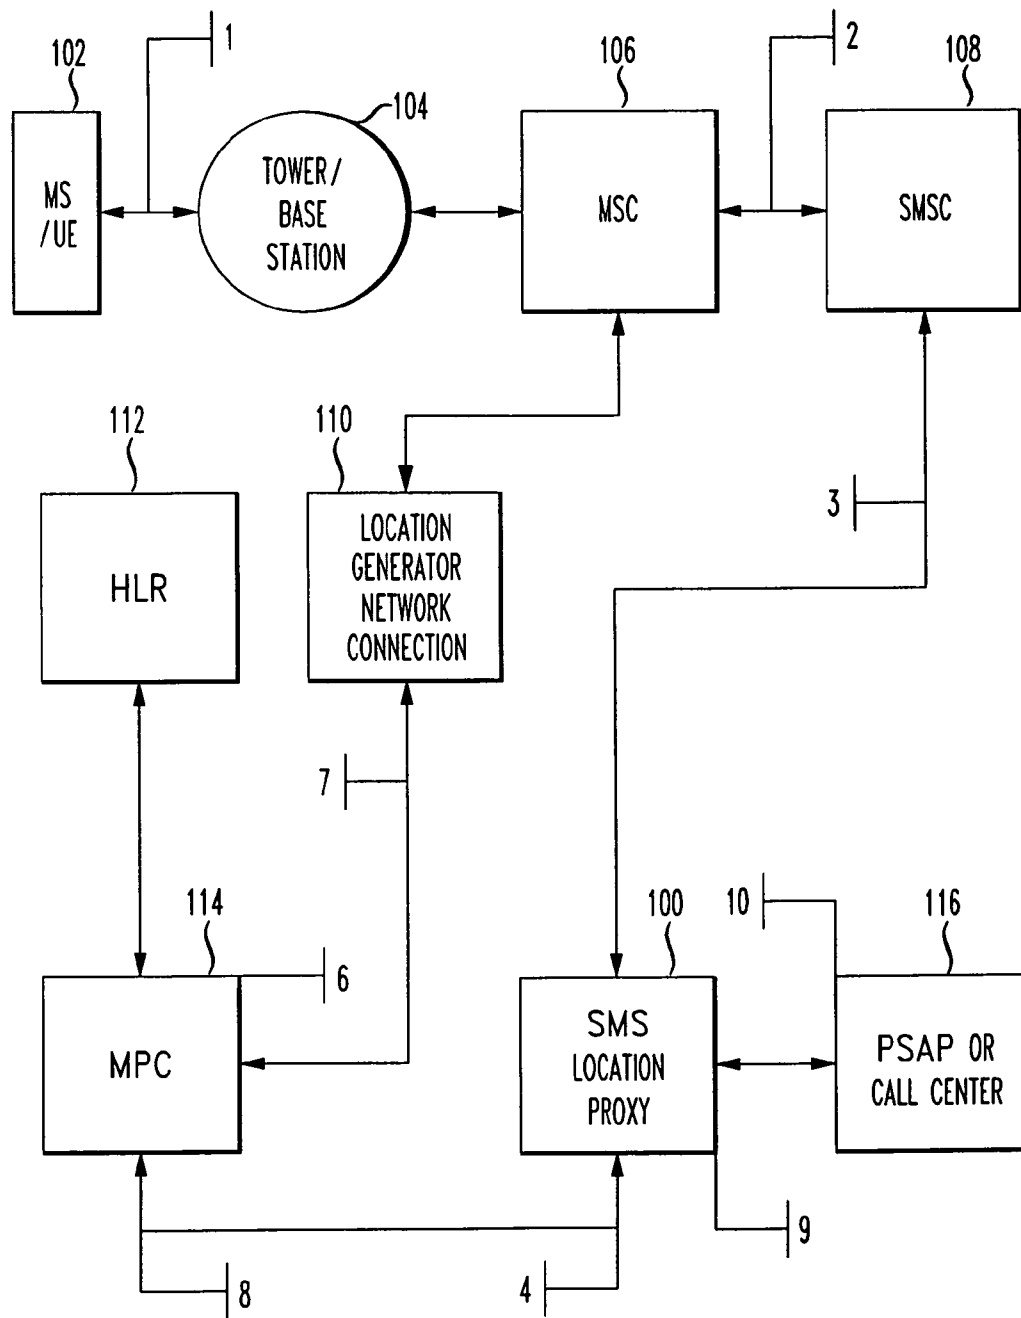 1
2
102
106
108
104
MS
/UE
TOWER/
BASE
STATION
MSC
SMSC
112
110
3
HLR
LOCATION
GENERATOR
NETWORK
CONNECTION
7
114
100
10
116
6
MPC
SMS
LOCATION
PROXY
PSAP OR
CALL CENTER
9
8
4